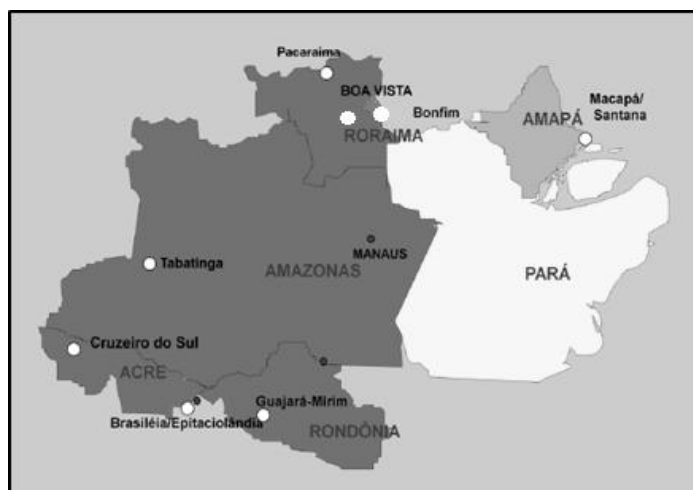 Pacaraima
BOA VISTA
Bonfim
Macapá/
Santana
AMAPÁ
RORAIMA
MANAUS
Tabatinga
AMAZONAS
PARÁ
Cruzeiro do Sul
ACRE
Guajará-Mirim
Brasiléia/Epitaciolândia
RONDÔNIA